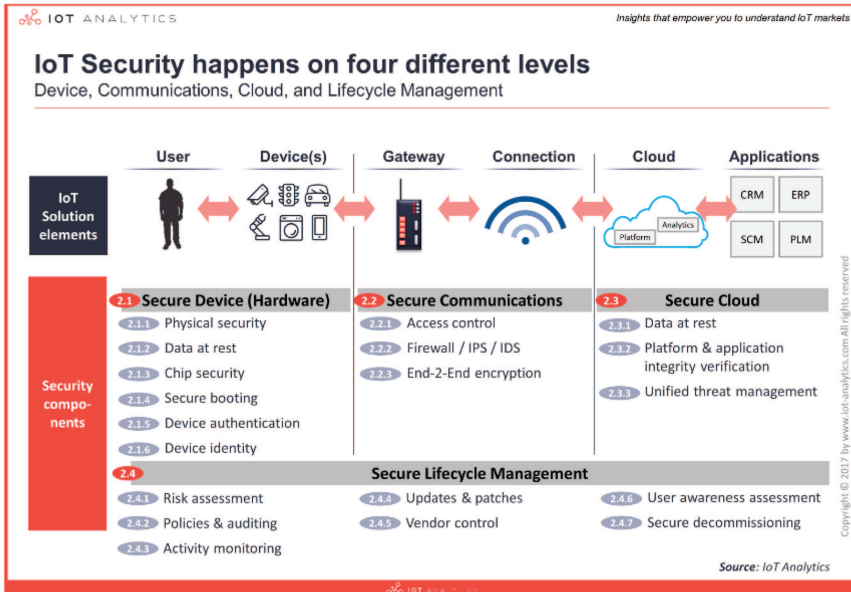 IOT ANALYTICS
Insights that empower you to understand IoT markets
IoT Security happens on four different levels
Device, Communications, Cloud, and Lifecycle Management
User
Device(s)
Gateway
Connection
Cloud
Applications
IoT
Solution
elements
Platform
Analytics
CRM
ERP
SCM
PLM
Security
compo-
nents
2.1 Secure Device (Hardware)
2.1.1 Physical security
2.1.2 Data at rest
2.1.3 Chip security
2.1.4 Secure booting
2.1.5 Device authentication
2.1.6 Device identity
2.2 Secure Communications
2.2.1 Access control
2.2.2 Firewall / IPS / IDS
2.2.3 End-2-End encryption
2.3 Secure Cloud
2.3.1 Data at rest
2.3.2 Platform & application
integrity verification
2.3.3 Unified threat management
2.4 Secure Lifecycle Management
2.4.1 Risk assessment
2.4.2 Policies & auditing
2.4.3 Activity monitoring
2.4.4 Updates & patches
2.4.5 Vendor control
2.4.6 User awareness assessment
2.4.7 Secure decommissioning
Copyright © 2017 by www.iot-analytics.com All rights reserved
Source: IoT Analytics